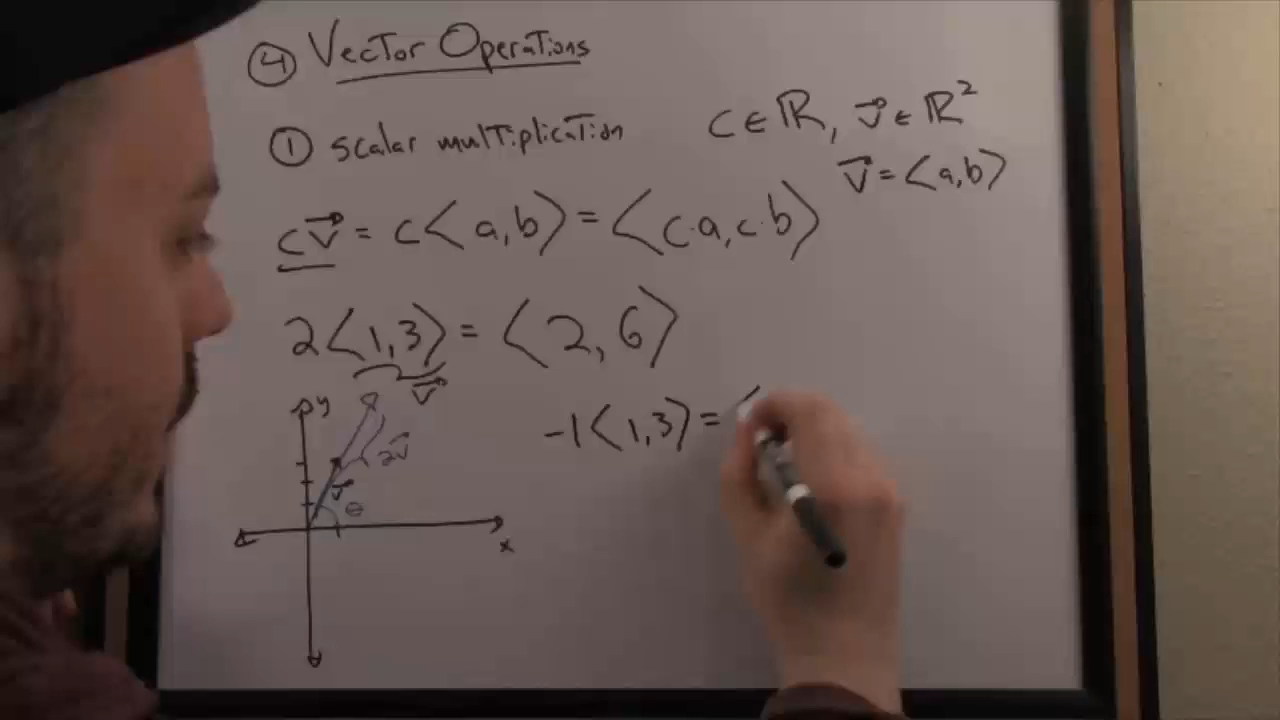 ④ Vector Operations
① scalar multiplication
c∈ℝ, v⃗∈ℝ²
v⃗ = ⟨a,b⟩
cv⃗ = c⟨a,b⟩ = ⟨c·a, c·b⟩
2⟨1,3⟩ = ⟨2,6⟩
v⃗
-1⟨1,3⟩ = ⟨
y
2v⃗
v⃗
θ
x